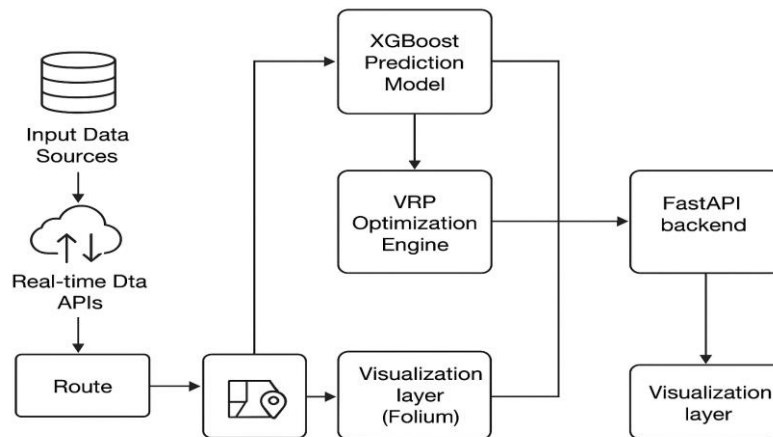 Input Data
Sources
Real-time Dta
APIs
Route
XGBoost
Prediction
Model
VRP
Optimization
Engine
Visualization
layer
(Folium)
FastAPI
backend
Visualization
layer